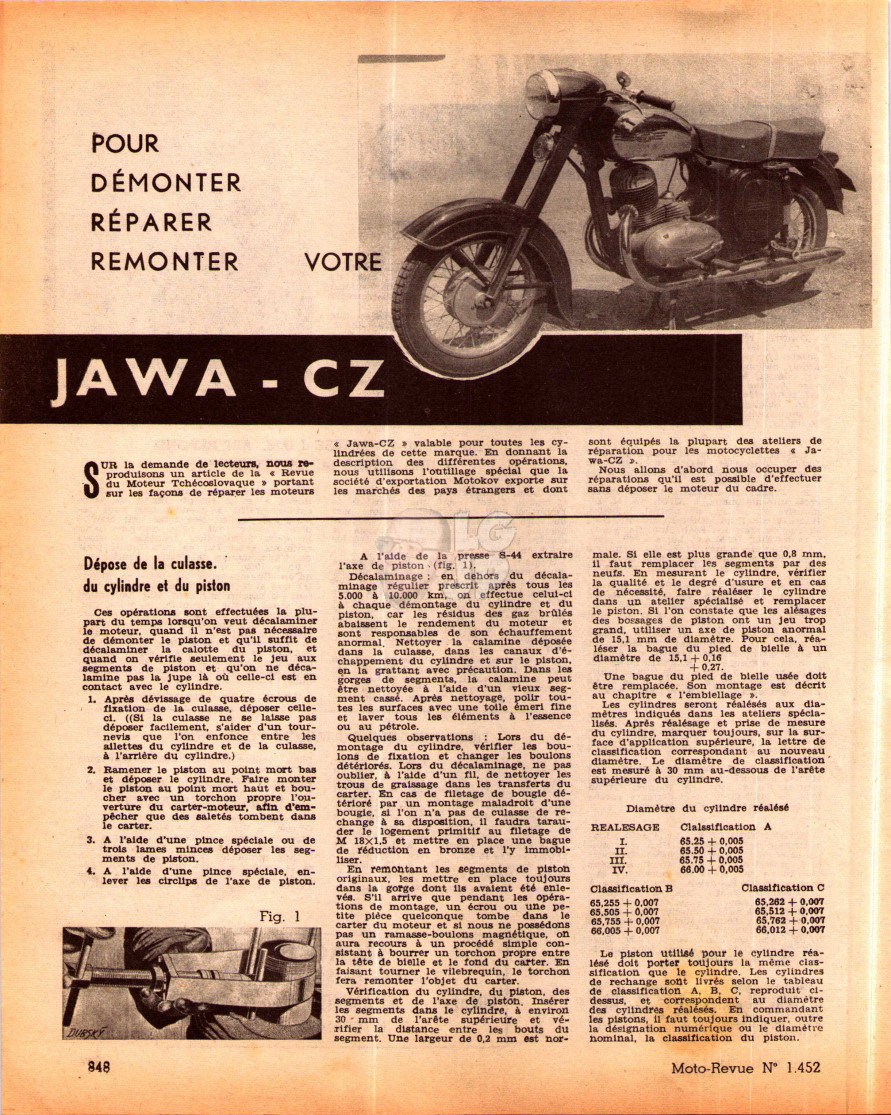 POUR
DÉMONTER
RÉPARER
REMONTER VOTRE
JAWA - CZ
SUR la demande de lecteurs, nous re-
produisons un article de la « Revue
du Moteur Tchécoslovaque » portant
sur les façons de réparer les moteurs
« Jawa-CZ » valable pour toutes les cy-
lindrées de cette marque. En donnant la
description des différentes opérations,
nous utilisons l'outillage spécial que la
société d'exportation Motokov exporte sur
les marchés des pays étrangers et dont
sont équipés la plupart des ateliers de
réparation pour les motocyclettes « Ja-
wa-CZ ».
Nous allons d'abord nous occuper des
réparations qu'il est possible d'effectuer
sans déposer le moteur du cadre.
Dépose de la culasse.
du cylindre et du piston
Ces opérations sont effectuées la plu-
part du temps lorsqu'on veut décalaminer
le moteur, quand il n'est pas nécessaire
de démonter le piston et qu'il suffit de
décalaminer la calotte du piston, et
quand on vérifie seulement le jeu aux
segments de piston et qu'on ne déca-
lamine pas la jupe là où celle-ci est en
contact avec le cylindre.
1. Après dévissage de quatre écrous de
fixation de la culasse, déposer celle-
ci. ((Si la culasse ne se laisse pas
déposer facilement, s'aider d'un tour-
nevis que l'on enfonce entre les
ailettes du cylindre et de la culasse,
à l'arrière du cylindre.)
2. Ramener le piston au point mort bas
et déposer le cylindre. Faire monter
le piston au point mort haut et bou-
cher avec un torchon propre l'ou-
verture du carter-moteur, afin d'em-
pêcher que des saletés tombent dans
le carter.
3. A l'aide d'une pince spéciale ou de
trois lames minces déposer les seg-
ments de piston.
4. A l'aide d'une pince spéciale, en-
lever les circlips de l'axe de piston.
Fig. 1
DUBSKÝ
A l'aide de la presse S-44 extraire
l'axe de piston (fig. 1).
Décalaminage : en dehors du décala-
minage régulier prescrit après tous les
5.000 à 10.000 km, on effectue celui-ci
à chaque démontage du cylindre et du
piston, car les résidus des gaz brûlés
abaissent le rendement du moteur et
sont responsables de son échauffement
anormal. Nettoyer la calamine déposée
dans la culasse, dans les canaux d'é-
chappement du cylindre et sur le piston,
en la grattant avec précaution. Dans les
gorges de segments, la calamine peut
être nettoyée à l'aide d'un vieux seg-
ment cassé. Après nettoyage, polir tou-
tes les surfaces avec une toile émeri fine
et laver tous les éléments à l'essence
ou au pétrole.
Quelques observations : Lors du dé-
montage du cylindre, vérifier les bou-
lons de fixation et changer les boulons
détériorés. Lors du décalaminage, ne pas
oublier, à l'aide d'un fil, de nettoyer les
trous de graissage dans les transferts du
carter. En cas de filetage de bougie dé-
térioré par un montage maladroit d'une
bougie, si l'on n'a pas de culasse de re-
change à sa disposition, il faudra tarau-
der le logement primitif au filetage de
M 18X1,5 et mettre en place une bague
de réduction en bronze et l'y immobi-
liser.
En remontant les segments de piston
originaux, les mettre en place toujours
dans la gorge dont ils avaient été enle-
vés. S'il arrive que pendant les opéra-
tions de montage, un écrou ou une pe-
tite pièce quelconque tombe dans le
carter du moteur et si nous ne possédons
pas un ramasse-boulons magnétique, on
aura recours à un procédé simple con-
sistant à bourrer un torchon propre entre
la tête de bielle et le fond du carter. En
faisant tourner le vilebrequin, le torchon
fera remonter l'objet du carter.
Vérification du cylindre, du piston, des
segments et de l'axe de piston. Insérer
les segments dans le cylindre, à environ
30 mm de l'arête supérieure et vé-
rifier la distance entre les bouts du
segment. Une largeur de 0,2 mm est nor-
male. Si elle est plus grande que 0,8 mm,
il faut remplacer les segments par des
neufs. En mesurant le cylindre, vérifier
la qualité et le degré d'usure et en cas
de nécessité, faire réaléser le cylindre
dans un atelier spécialisé et remplacer
le piston. Si l'on constate que les alésages
des bossages de piston ont un jeu trop
grand, utiliser un axe de piston anormal
de 15,1 mm de diamètre. Pour cela, réa-
léser la bague du pied de bielle à un
diamètre de 15,1 + 0,16
+ 0,27.
Une bague du pied de bielle usée doit
être remplacée. Son montage est décrit
au chapitre « l'embiellage ».
Les cylindres seront réalésés aux dia-
mètres indiqués dans les ateliers spécia-
lisés. Après réalésage et prise de mesure
du cylindre, marquer toujours, sur la sur-
face d'application supérieure, la lettre de
classification correspondant au nouveau
diamètre. Le diamètre de classification
est mesuré à 30 mm au-dessous de l'arête
supérieure du cylindre.
Diamètre du cylindre réalésé
REALESAGE Clalssification A
I. 65.25 + 0,005
II. 65.50 + 0,005
III. 65.75 + 0,005
IV. 66.00 + 0,005
Classification B Classification C
65,255 + 0,007 65,262 + 0,007
65,505 + 0,007 65,512 + 0,007
65,755 + 0,007 65,762 + 0,007
66,005 + 0,007 66,012 + 0,007
Le piston utilisé pour le cylindre réa-
lésé doit porter toujours la même clas-
sification que le cylindre. Les cylindres
de rechange sont livrés selon le tableau
de classification A, B, C, reproduit ci-
dessus, et correspondent au diamètre
des cylindres réalésés. En commandant
les pistons, il faut toujours indiquer, outre
la désignation numérique ou le diamètre
nominal, la classification du piston.
848
Moto-Revue N° 1.452